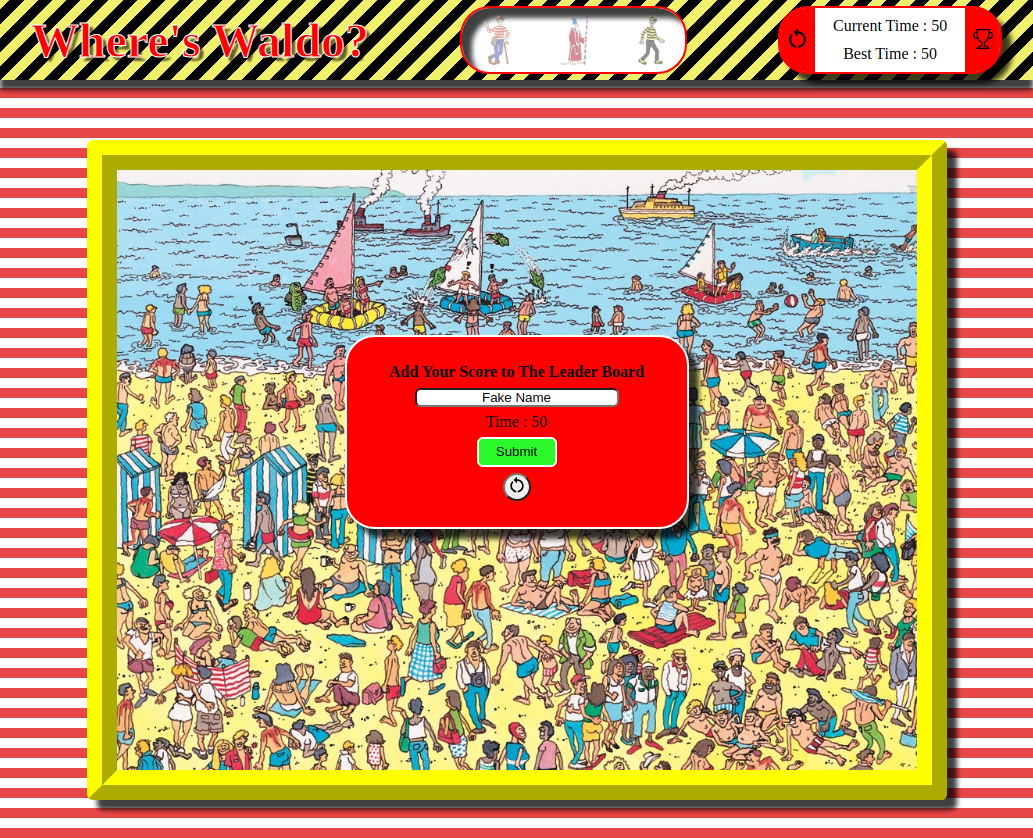 Where's Waldo?
Current Time : 50
Best Time : 50
Add Your Score to The Leader Board
Fake Name
Time : 50
Submit